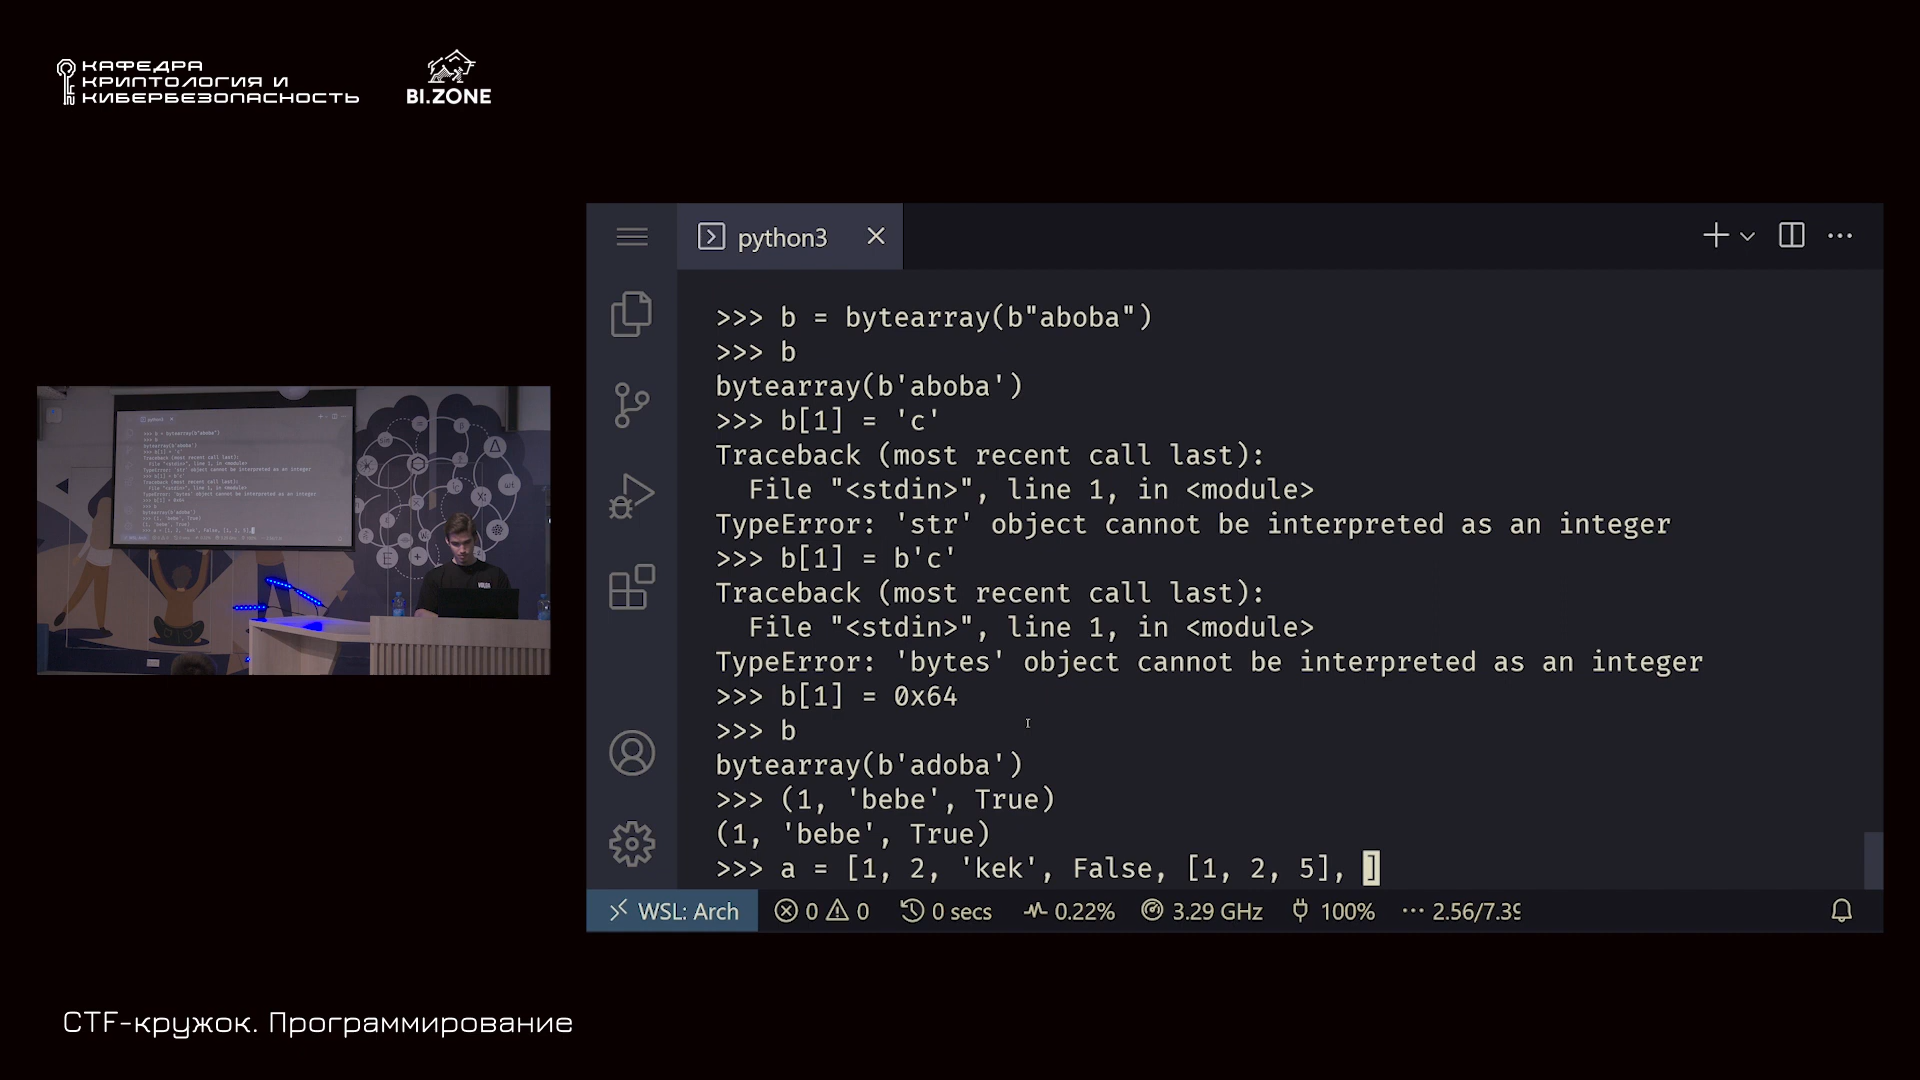 КАФЕДРА
КРИПТОЛОГИЯ И
КИБЕРБЕЗОПАСНОСТЬ
BI.ZONE
python3
>>> b = bytearray(b"aboba")
>>> b
bytearray(b'aboba')
>>> b[1] = 'c'
Traceback (most recent call last):
  File "<stdin>", line 1, in <module>
TypeError: 'str' object cannot be interpreted as an integer
>>> b[1] = b'c'
Traceback (most recent call last):
  File "<stdin>", line 1, in <module>
TypeError: 'bytes' object cannot be interpreted as an integer
>>> b[1] = 0x64
>>> b
bytearray(b'adoba')
>>> (1, 'bebe', True)
(1, 'bebe', True)
>>> a = [1, 2, 'kek', False, [1, 2, 5], ]
WSL: Arch 0 0 0 secs 0.22% 3.29 GHz 100% ··· 2.56/7.39
CTF-кружок. Программирование